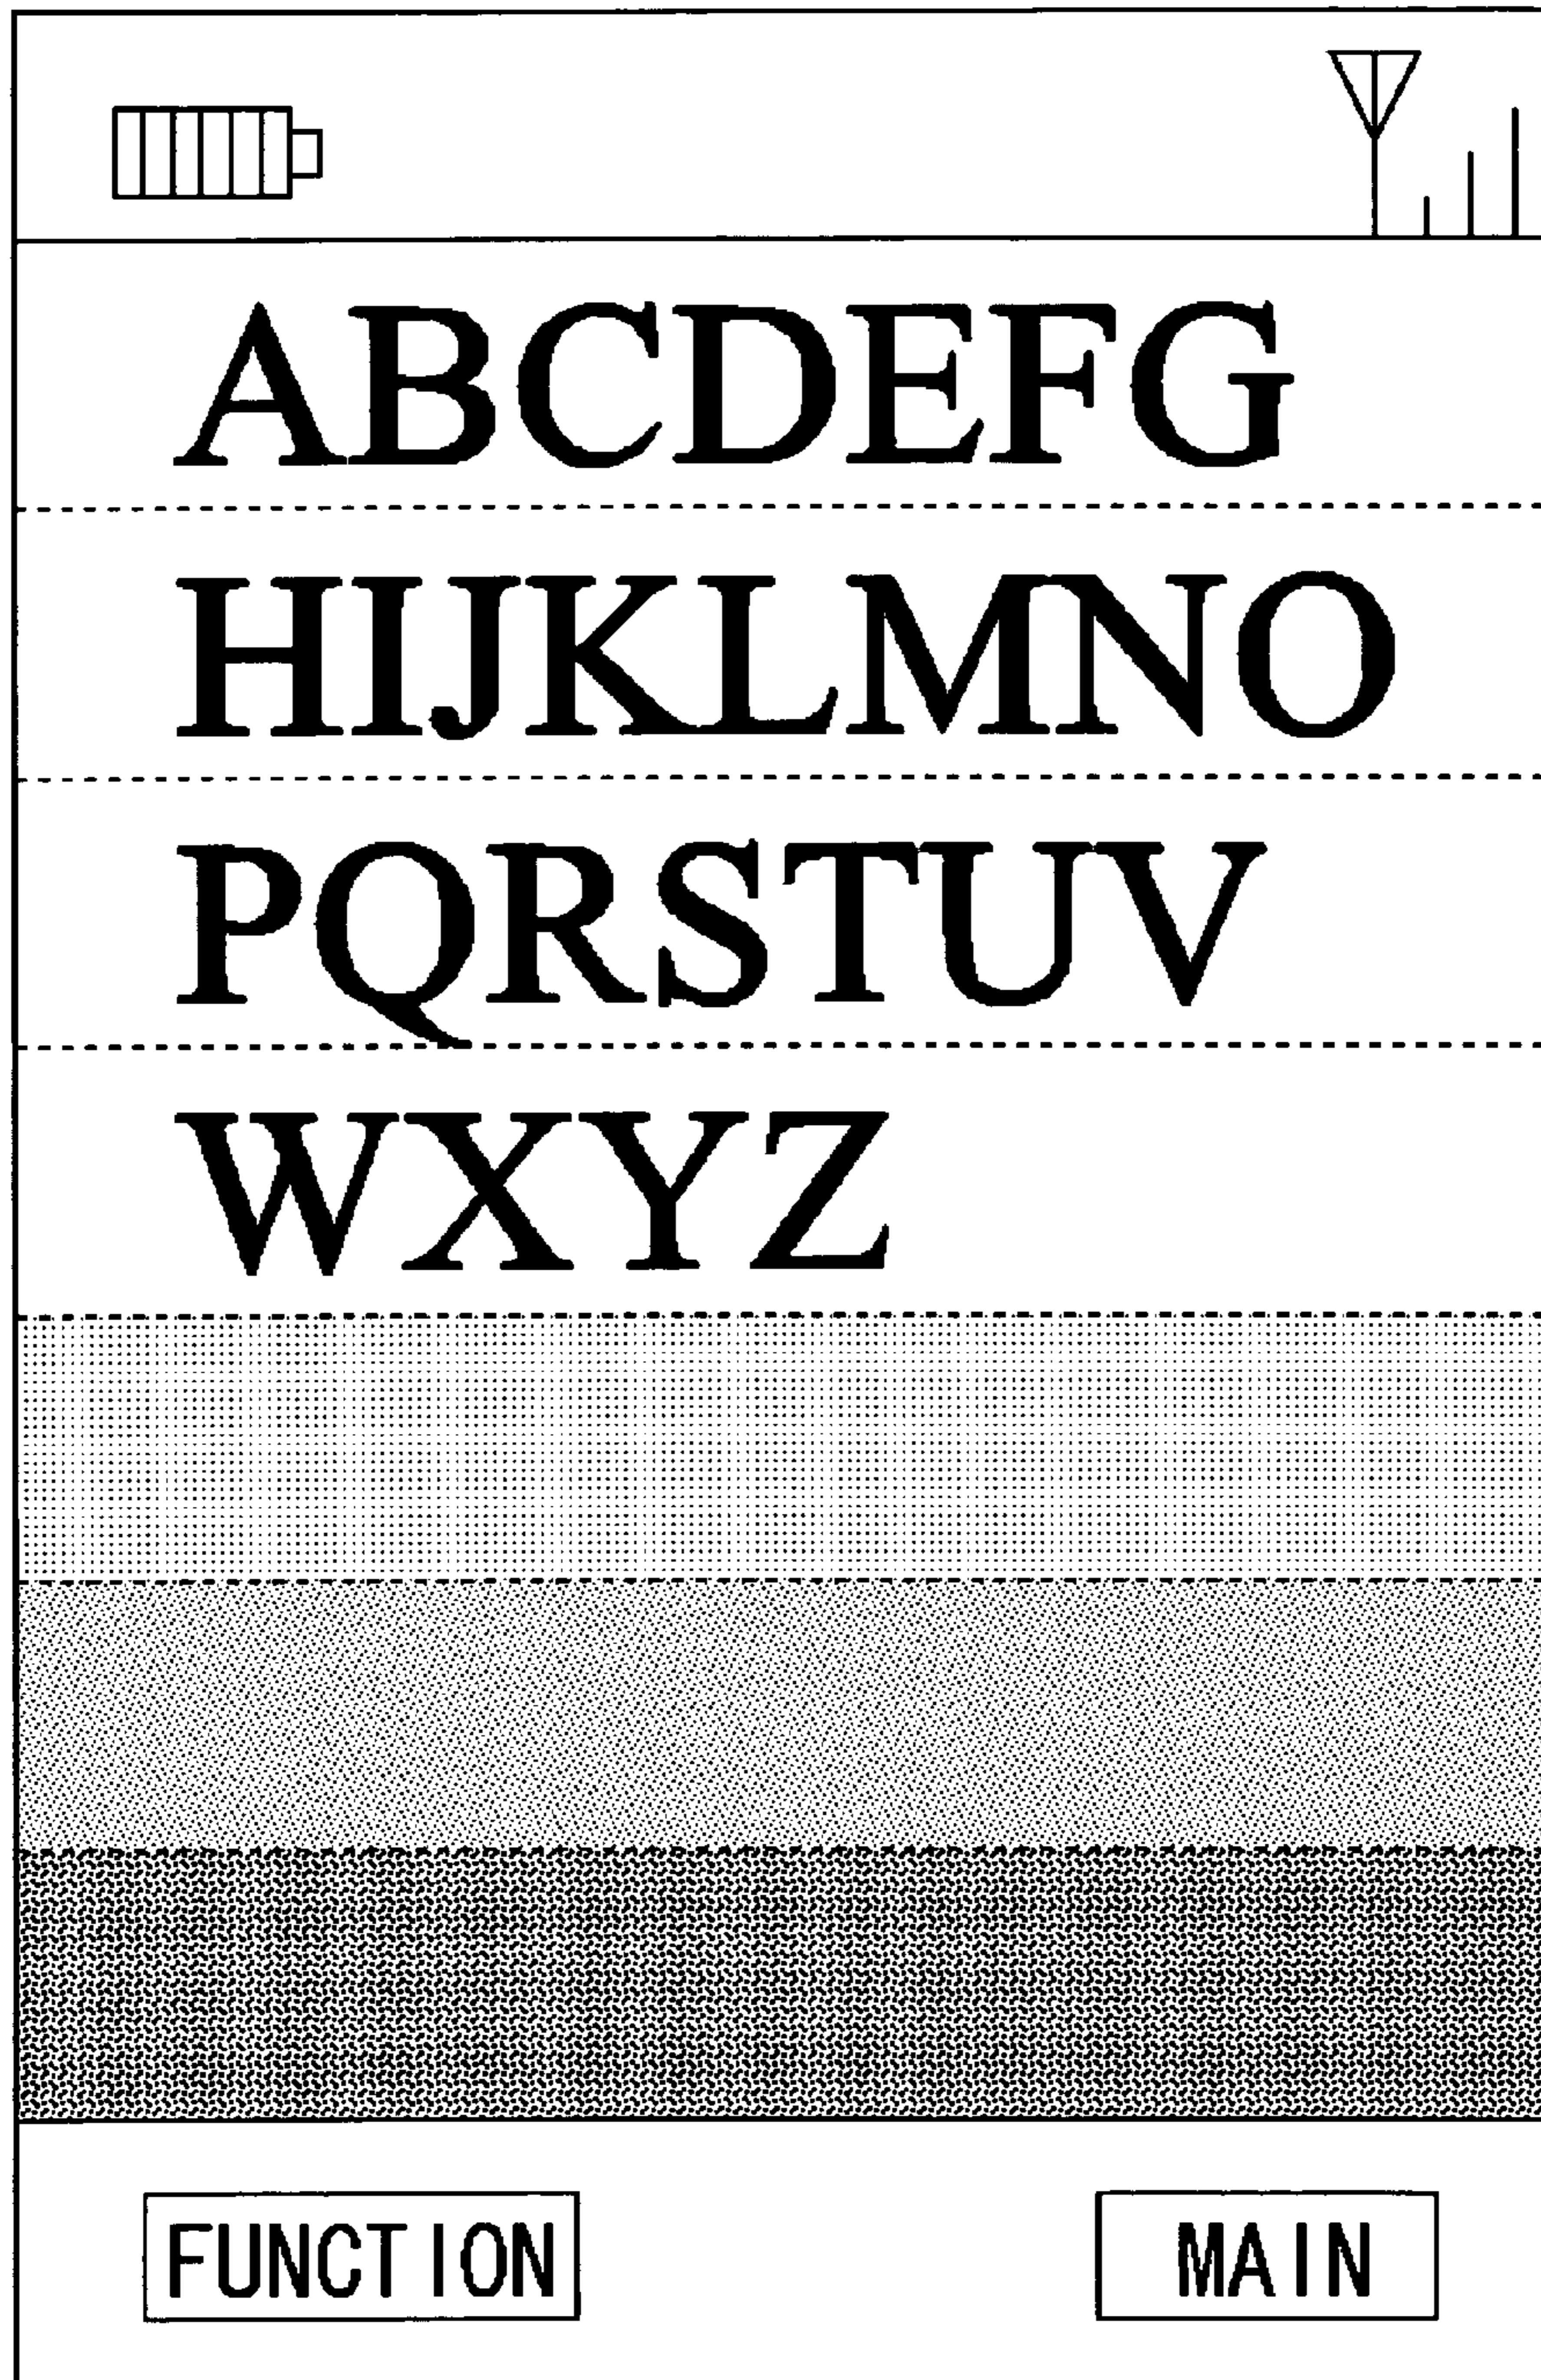 ABCDEFG
HIJKLMNO
PQRSTUV
WXYZ
FUNCTION
MAIN